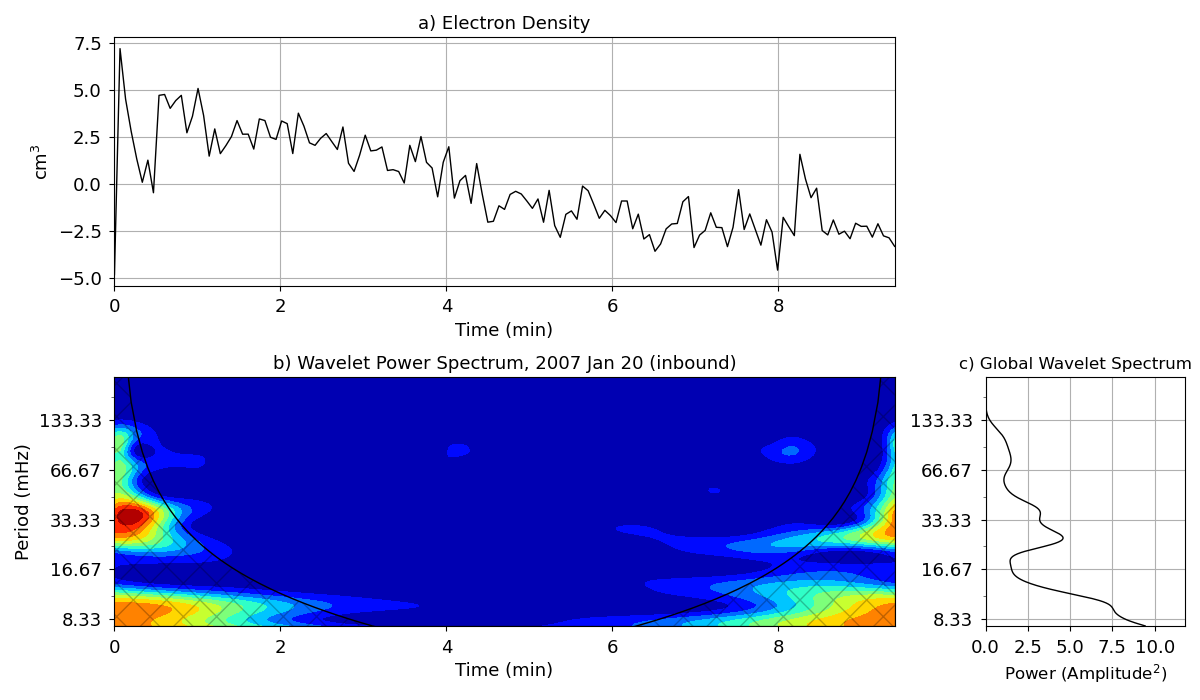 a) Electron Density
7.5
5.0
2.5
0.0
−2.5
−5.0
cm³
0 2 4 6 8
Time (min)
b) Wavelet Power Spectrum, 2007 Jan 20 (inbound)
133.33
66.67
33.33
16.67
8.33
Period (mHz)
0 2 4 6 8
Time (min)
c) Global Wavelet Spectrum
133.33
66.67
33.33
16.67
8.33
0.0 2.5 5.0 7.5 10.0
Power (Amplitude²)